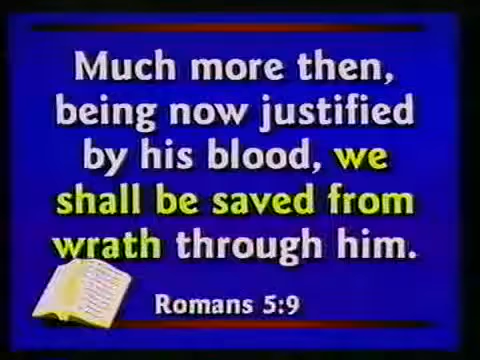 Much more then,
being now justified
by his blood, we
shall be saved from
wrath through him.
Romans 5:9